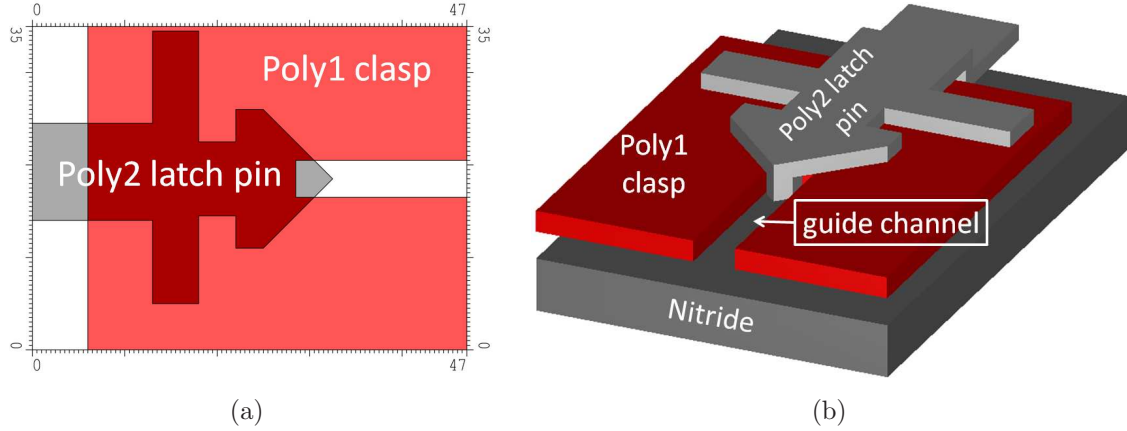 0
47
35
35
Poly1 clasp
Poly2 latch pin
0
0
0
47
(a)
Poly2 latch
pin
Poly1
clasp
guide channel
Nitride
(b)